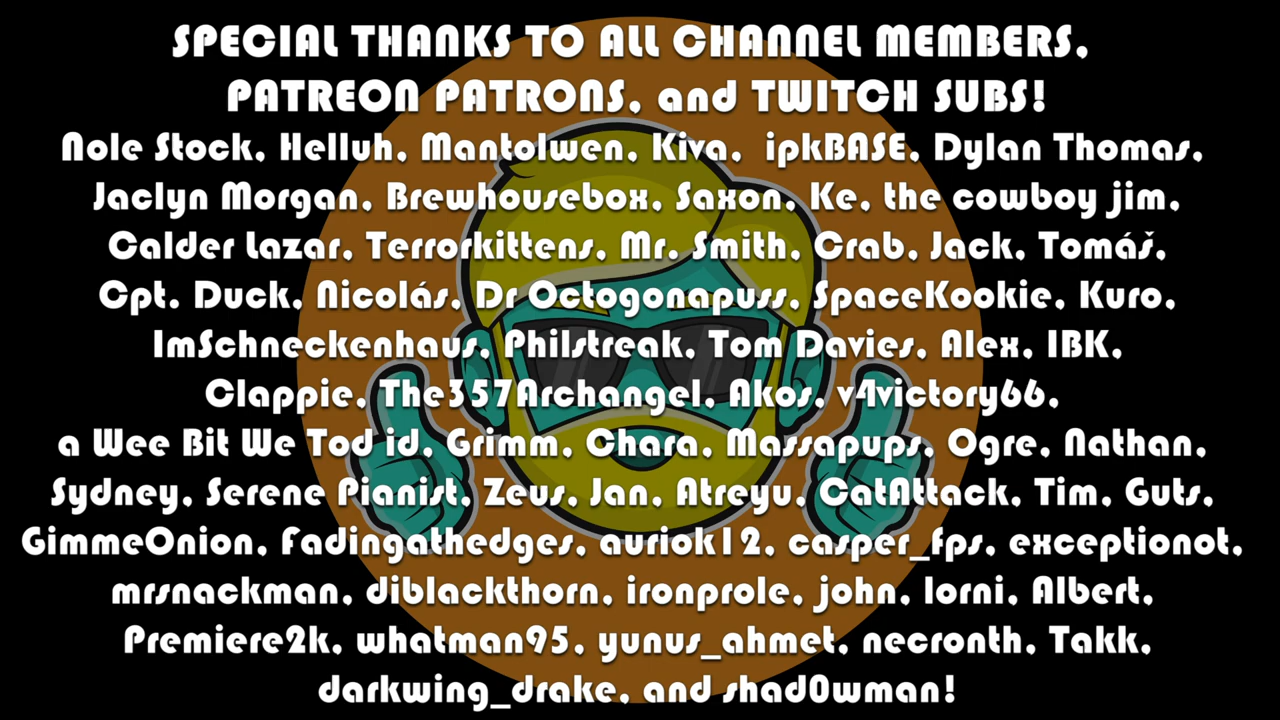 SPECIAL THANKS TO ALL CHANNEL MEMBERS,
PATREON PATRONS, and TWITCH SUBS!
Nole Stock, Helluh, Mantolwen, Kiva, ipkBASE, Dylan Thomas,
Jaclyn Morgan, Brewhousebox, Saxon, Ke, the cowboy jim,
Calder Lazar, Terrorkittens, Mr. Smith, Crab, Jack, Tomáš,
Cpt. Duck, Nicolás, Dr Octogonapuss, SpaceKookie, Kuro,
ImSchneckenhaus, Philstreak, Tom Davies, Alex, IBK,
Clappie, The357Archangel, Akos, v4victory66,
a Wee Bit We Tod id, Grimm, Chara, Massapups, Ogre, Nathan,
Sydney, Serene Pianist, Zeus, Jan, Atreyu, CatAttack, Tim, Guts,
GimmeOnion, Fadingathedges, auriok12, casper_fps, exceptionot,
mrsnackman, diblackthorn, ironprole, john, lorni, Albert,
Premiere2k, whatman95, yunus_ahmet, necronth, Takk,
darkwing_drake, and shad0wman!